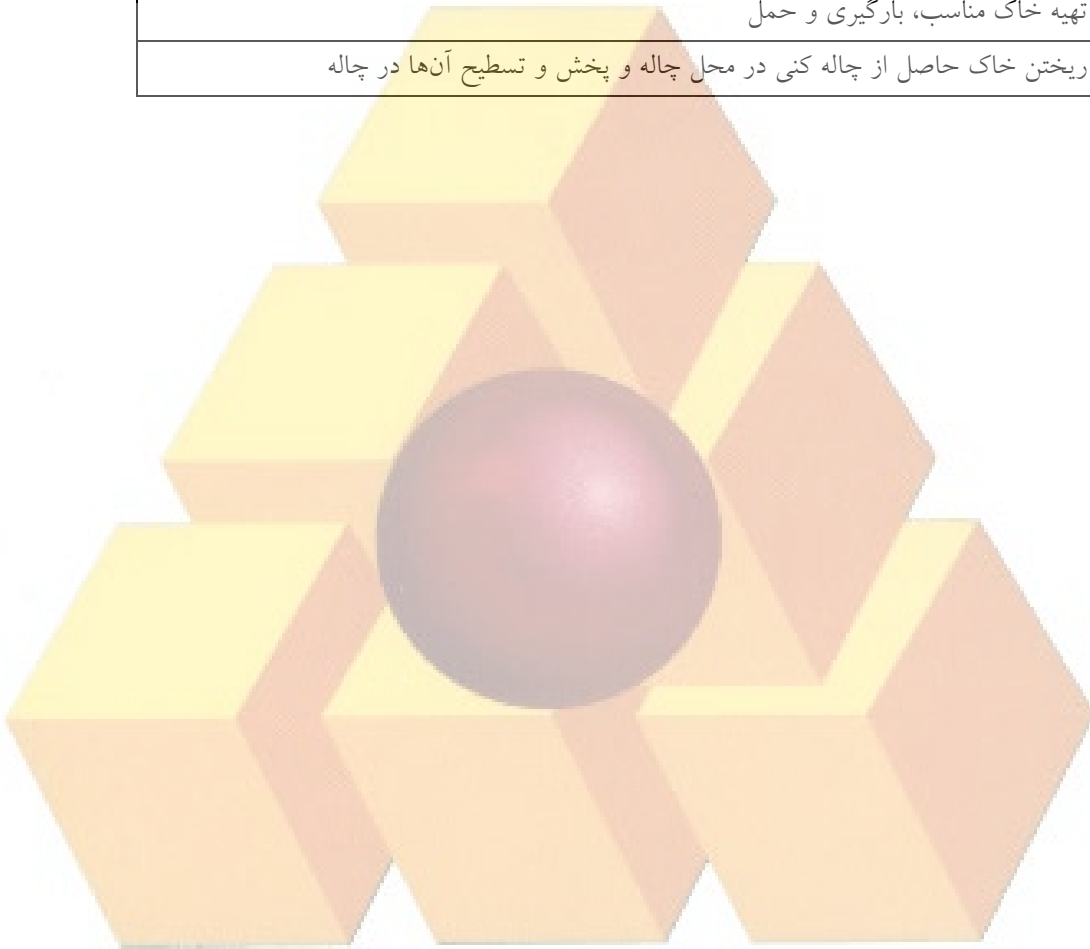 تهیه خاک مناسب، بارگیری و حمل
ریختن خاک حاصل از چاله کنی در محل چاله و پخش و تسطیح آن‌ها در چاله